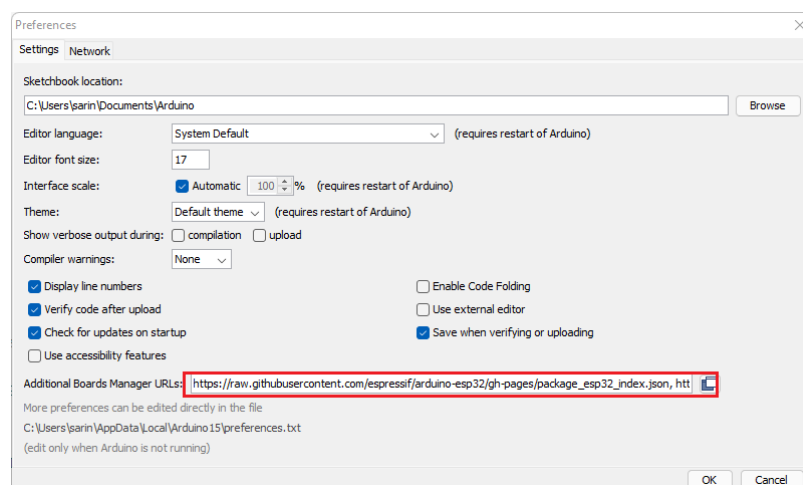 Preferences
Settings Network
Sketchbook location:
C:\Users\sarin\Documents\Arduino Browse
Editor language: System Default (requires restart of Arduino)
Editor font size: 17
Interface scale: Automatic 100 % (requires restart of Arduino)
Theme: Default theme (requires restart of Arduino)
Show verbose output during: compilation upload
Compiler warnings: None
Display line numbers Enable Code Folding
Verify code after upload Use external editor
Check for updates on startup Save when verifying or uploading
Use accessibility features
Additional Boards Manager URLs: https://raw.githubusercontent.com/espressif/arduino-esp32/gh-pages/package_esp32_index.json, htt
More preferences can be edited directly in the file
C:\Users\sarin\AppData\Local\Arduino15\preferences.txt
(edit only when Arduino is not running)
OK Cancel